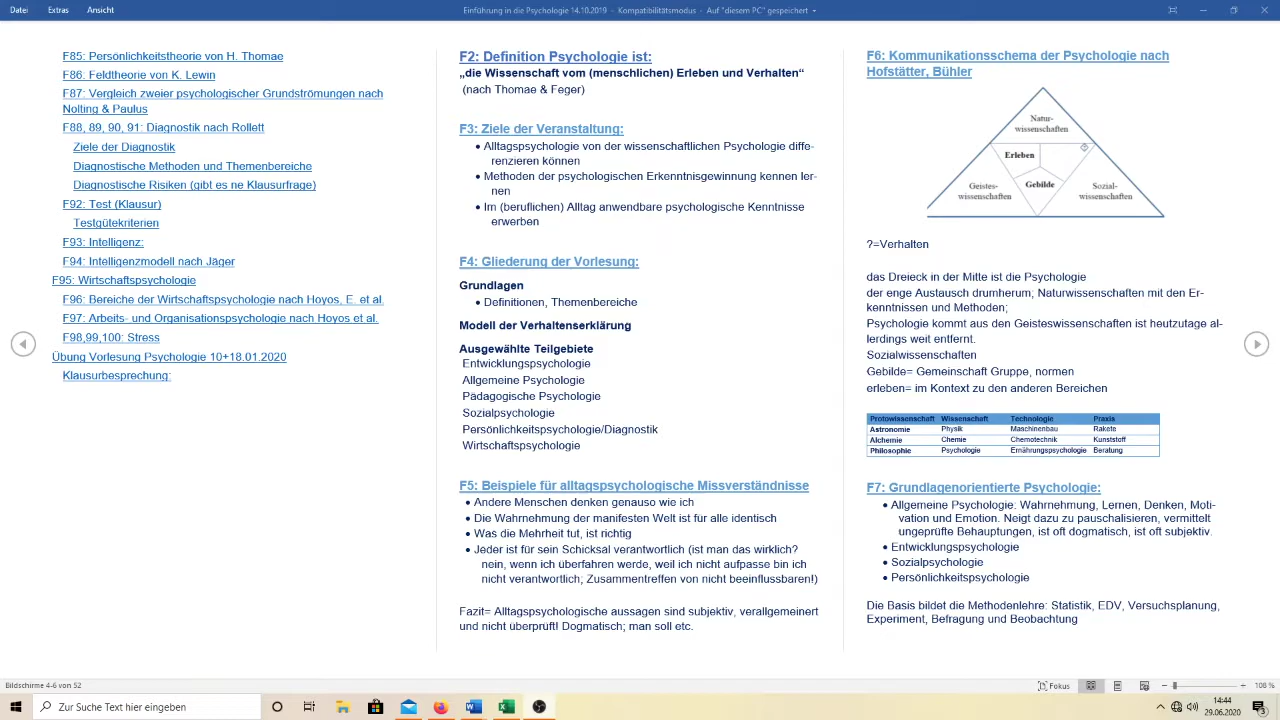 Datei Extras Ansicht
Einführung in die Psychologie 14.10.2019 - Kompatibilitätsmodus - Auf "diesem PC" gespeichert
F85: Persönlichkeitstheorie von H. Thomae
F86: Feldtheorie von K. Lewin
F87: Vergleich zweier psychologischer Grundströmungen nach
Nolting & Paulus
F88, 89, 90, 91: Diagnostik nach Rollett
Ziele der Diagnostik
Diagnostische Methoden und Themenbereiche
Diagnostische Risiken (gibt es ne Klausurfrage)
F92: Test (Klausur)
Testgütekriterien
F93: Intelligenz:
F94: Intelligenzmodell nach Jäger
F95: Wirtschaftspsychologie
F96: Bereiche der Wirtschaftspsychologie nach Hoyos, E. et al.
F97: Arbeits- und Organisationspsychologie nach Hoyos et al.
F98,99,100: Stress
Übung Vorlesung Psychologie 10+18.01.2020
Klausurbesprechung:
F2: Definition Psychologie ist:
„die Wissenschaft vom (menschlichen) Erleben und Verhalten“
(nach Thomae & Feger)
F3: Ziele der Veranstaltung:
• Alltagspsychologie von der wissenschaftlichen Psychologie diffe-
renzieren können
• Methoden der psychologischen Erkenntnisgewinnung kennen ler-
nen
• Im (beruflichen) Alltag anwendbare psychologische Kenntnisse
erwerben
F4: Gliederung der Vorlesung:
Grundlagen
• Definitionen, Themenbereiche
Modell der Verhaltenserklärung
Ausgewählte Teilgebiete
Entwicklungspsychologie
Allgemeine Psychologie
Pädagogische Psychologie
Sozialpsychologie
Persönlichkeitspsychologie/Diagnostik
Wirtschaftspsychologie
F5: Beispiele für alltagspsychologische Missverständnisse
• Andere Menschen denken genauso wie ich
• Die Wahrnehmung der manifesten Welt ist für alle identisch
• Was die Mehrheit tut, ist richtig
• Jeder ist für sein Schicksal verantwortlich (ist man das wirklich?
nein, wenn ich überfahren werde, weil ich nicht aufpasse bin ich
nicht verantwortlich; Zusammentreffen von nicht beeinflussbaren!)
Fazit= Alltagspsychologische aussagen sind subjektiv, verallgemeinert
und nicht überprüft! Dogmatisch; man soll etc.
F6: Kommunikationsschema der Psychologie nach
Hofstätter, Bühler
Natur-
wissenschaften
Erleben
?
Gebilde
Geistes-
wissenschaften
Sozial-
wissenschaften
?=Verhalten
das Dreieck in der Mitte ist die Psychologie
der enge Austausch drumherum; Naturwissenschaften mit den Er-
kenntnissen und Methoden;
Psychologie kommt aus den Geisteswissenschaften ist heutzutage al-
lerdings weit entfernt.
Sozialwissenschaften
Gebilde= Gemeinschaft Gruppe, normen
erleben= im Kontext zu den anderen Bereichen
Protowissenschaft Wissenschaft Technologie Praxis
Astronomie Physik Maschinenbau Rakete
Alchemie Chemie Chemotechnik Kunststoff
Philosophie Psychologie Ernährungspsychologie Beratung
F7: Grundlagenorientierte Psychologie:
• Allgemeine Psychologie: Wahrnehmung, Lernen, Denken, Moti-
vation und Emotion. Neigt dazu zu pauschalisieren, vermittelt
ungeprüfte Behauptungen, ist oft dogmatisch, ist oft subjektiv.
• Entwicklungspsychologie
• Sozialpsychologie
• Persönlichkeitspsychologie
Die Basis bildet die Methodenlehre: Statistik, EDV, Versuchsplanung,
Experiment, Befragung und Beobachtung
Bildschirme 4-6 von 52
Fokus
108 %
Zur Suche Text hier eingeben
14:44
29.06.2020
3